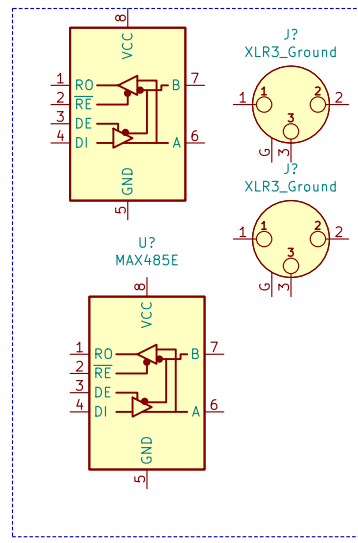 8
VCC
1 RO B 7
2 RE
3 DE
4 DI A 6
GND
5
J?
XLR3_Ground
1 1 2 2
3
G 3
J?
XLR3_Ground
1 1 2 2
3
G 3
U?
MAX485E
8
VCC
1 RO B 7
2 RE
3 DE
4 DI A 6
GND
5